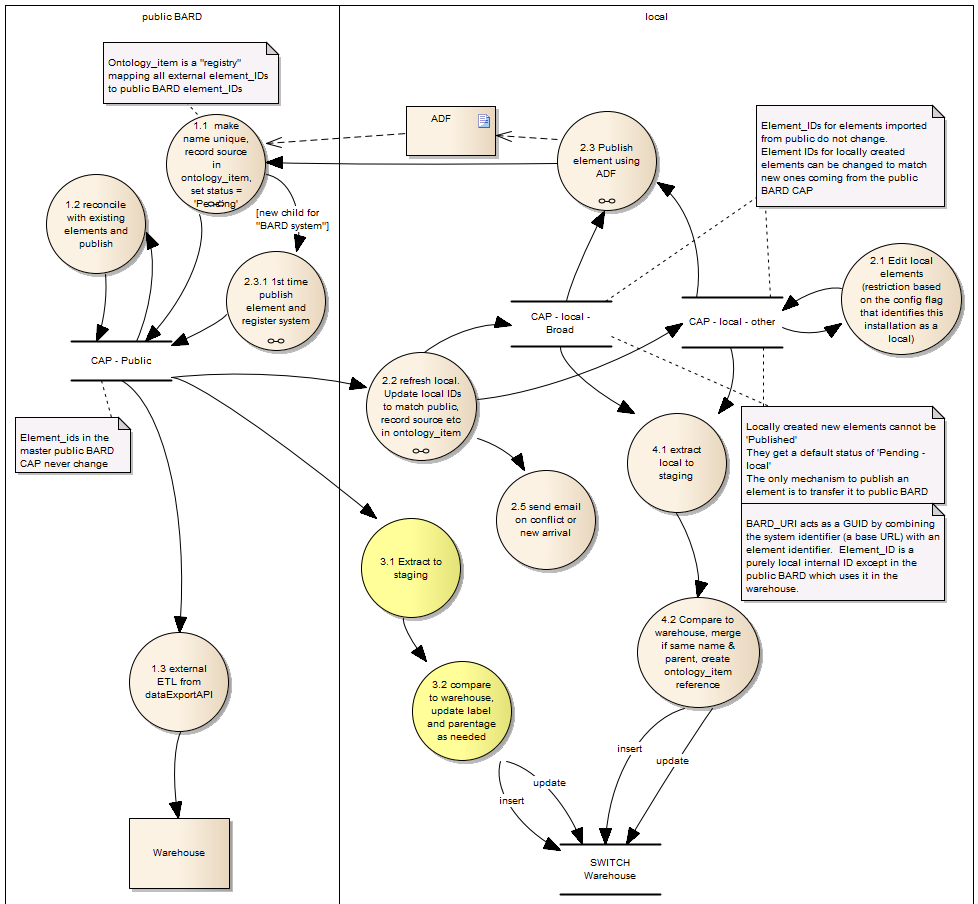 public BARD
local
Ontology_item is a "registry"
mapping all external element_IDs
to public BARD element_IDs
1.1 make
name unique,
record source
in
ontology_item,
set status =
'Pending'
ADF
2.3 Publish
element using
ADF
Element_IDs for elements imported
from public do not change.
Element IDs for locally created
elements can be changed to match
new ones coming from the public
BARD CAP
1.2 reconcile
with existing
elements and
publish
[new child for
"BARD system"]
2.3.1 1st time
publish
element and
register system
2.1 Edit local
elements
(restriction based
on the config flag
that identifies this
installation as a
local)
CAP - local -
Broad
CAP - local - other
CAP - Public
2.2 refresh local.
Update local IDs
to match public,
record source etc
in ontology_item
Element_ids in the
master public BARD
CAP never change
4.1 extract
local to
staging
Locally created new elements cannot be
'Published'
They get a default status of 'Pending -
local'
The only mechanism to publish an
element is to transfer it to public BARD
2.5 send email
on conflict or
new arrival
BARD_URI acts as a GUID by combining
the system identifier (a base URL) with an
element identifier. Element_ID is a
purely local internal ID except in the
public BARD which uses it in the
warehouse.
3.1 Extract to
staging
4.2 Compare to
warehouse, merge
if same name &
parent, create
ontology_item
reference
1.3 external
ETL from
dataExportAPI
3.2 compare
to warehouse,
update label
and parentage
as needed
insert
update
update
insert
Warehouse
SWITCH
Warehouse